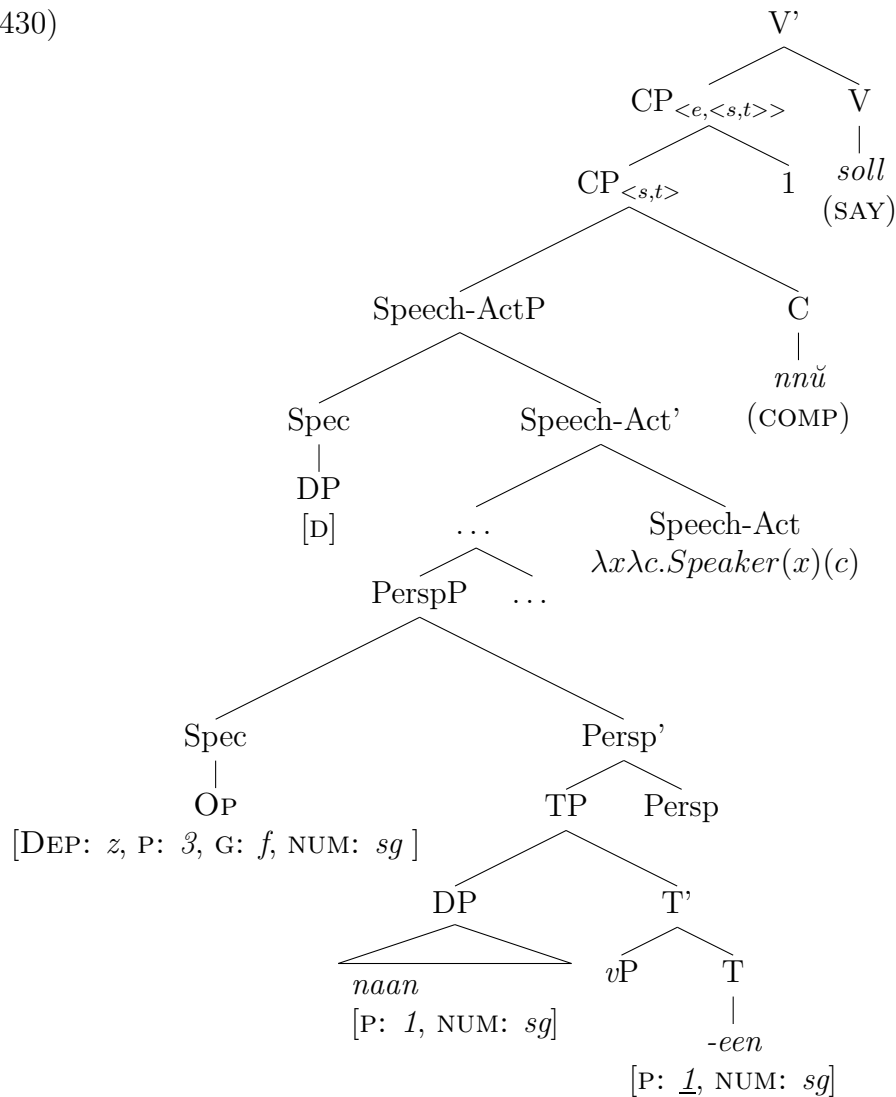 430)
V'
CP<e,<s,t>> V
CP<s,t> 1 soll
(SAY)
Speech-ActP C
nnŭ
(COMP)
Spec Speech-Act'
DP
[D]
... Speech-Act
λxλc.Speaker(x)(c)
PerspP ...
Spec Persp'
OP
[DEP: z, P: 3, G: f, NUM: sg ]
TP Persp
DP T'
naan
[P: 1, NUM: sg]
vP T
-een
[P: 1, NUM: sg]